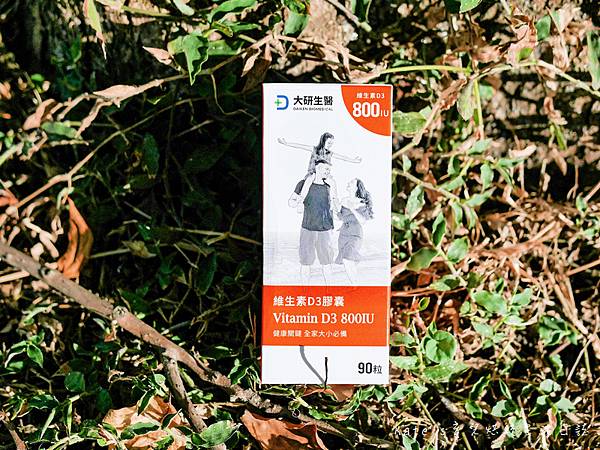 大研生醫
DAIKEN BIOMEDICAL
維生素D3
800IU
維生素D3膠囊
Vitamin D3 800IU
健康關鍵 全家大小必備
90粒